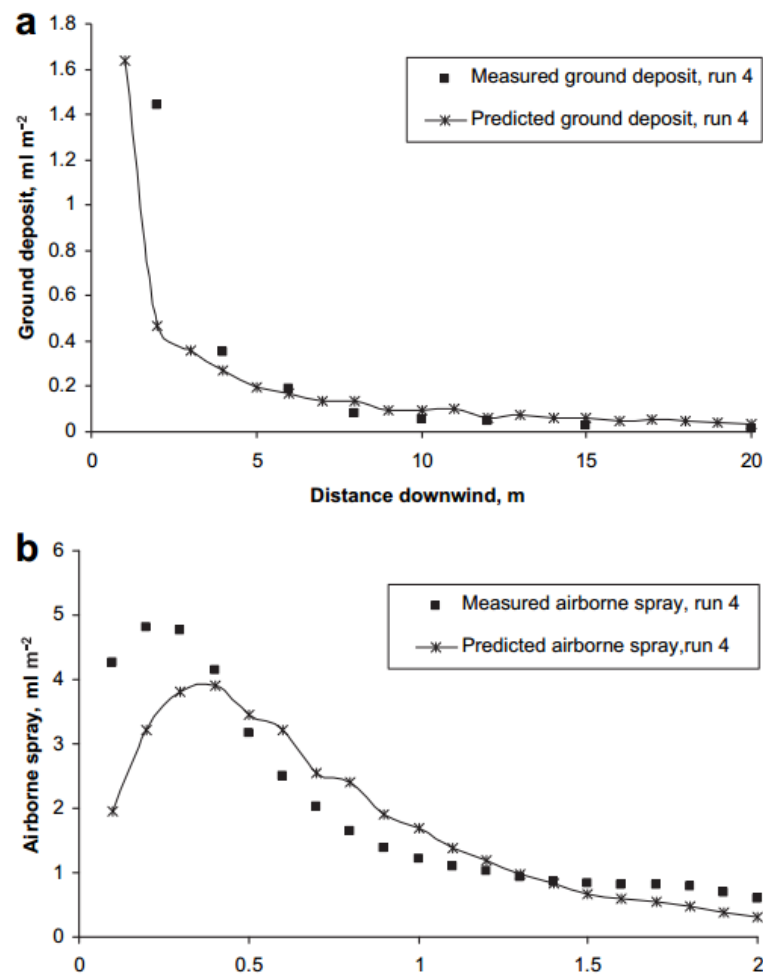 a
1.8
1.6
1.4
1.2
1
0.8
0.6
0.4
0.2
0
Ground deposit, ml m⁻²
Measured ground deposit, run 4
Predicted ground deposit, run 4
0 5 10 15 20
Distance downwind, m
b
6
5
4
3
2
1
0
Airborne spray, ml m⁻²
Measured airborne spray, run 4
Predicted airborne spray,run 4
0 0.5 1 1.5 2